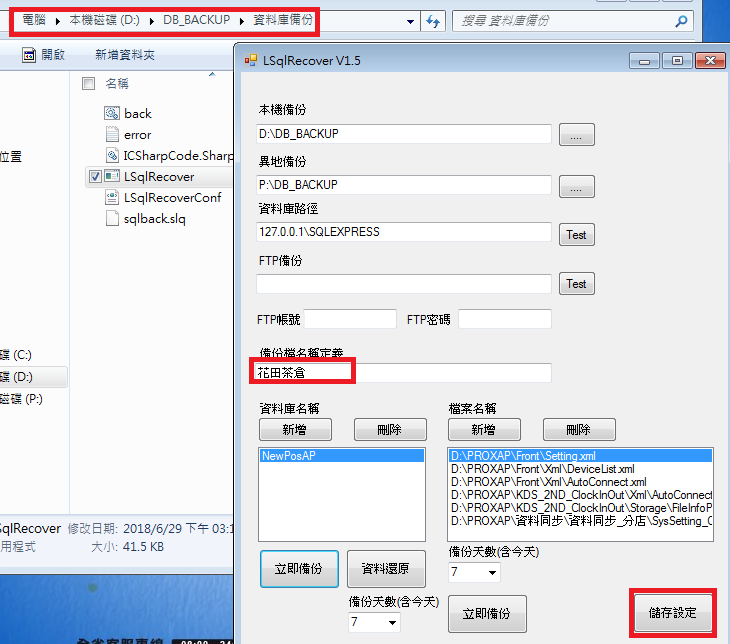 電腦 ▸ 本機磁碟 (D:) ▸ DB_BACKUP ▸ 資料庫備份
搜尋 資料庫備份
開啟 新增資料夾
名稱
back
error
ICSharpCode.Sharp
LSqlRecover
LSqlRecoverConf
sqlback.slq
位置
碟 (C:)
碟 (D:)
磁碟 (P:)
SqlRecover 修改日期: 2018/6/29 下午 03:1
用程式 大小: 41.5 KB
LSqlRecover V1.5
本機備份
D:\DB_BACKUP ....
異地備份
P:\DB_BACKUP ....
資料庫路徑
127.0.0.1\SQLEXPRESS Test
FTP備份
Test
FTP帳號 FTP密碼
備份檔名稱定義
花田茶倉
資料庫名稱
新增 刪除
NewPosAP
檔案名稱
新增 刪除
D:\PROXAP\Front\Setting.xml
D:\PROXAP\Front\Xml\DeviceList.xml
D:\PROXAP\Front\Xml\AutoConnect.xml
D:\PROXAP\KDS_2ND_ClockInOut\Xml\AutoConnect
D:\PROXAP\KDS_2ND_ClockInOut\Storage\FileInfoP
D:\PROXAP\資料同步\資料同步_分店\SysSetting_C
立即備份 資料還原
備份天數(含今天)
7
備份天數(含今天)
7
立即備份
儲存設定